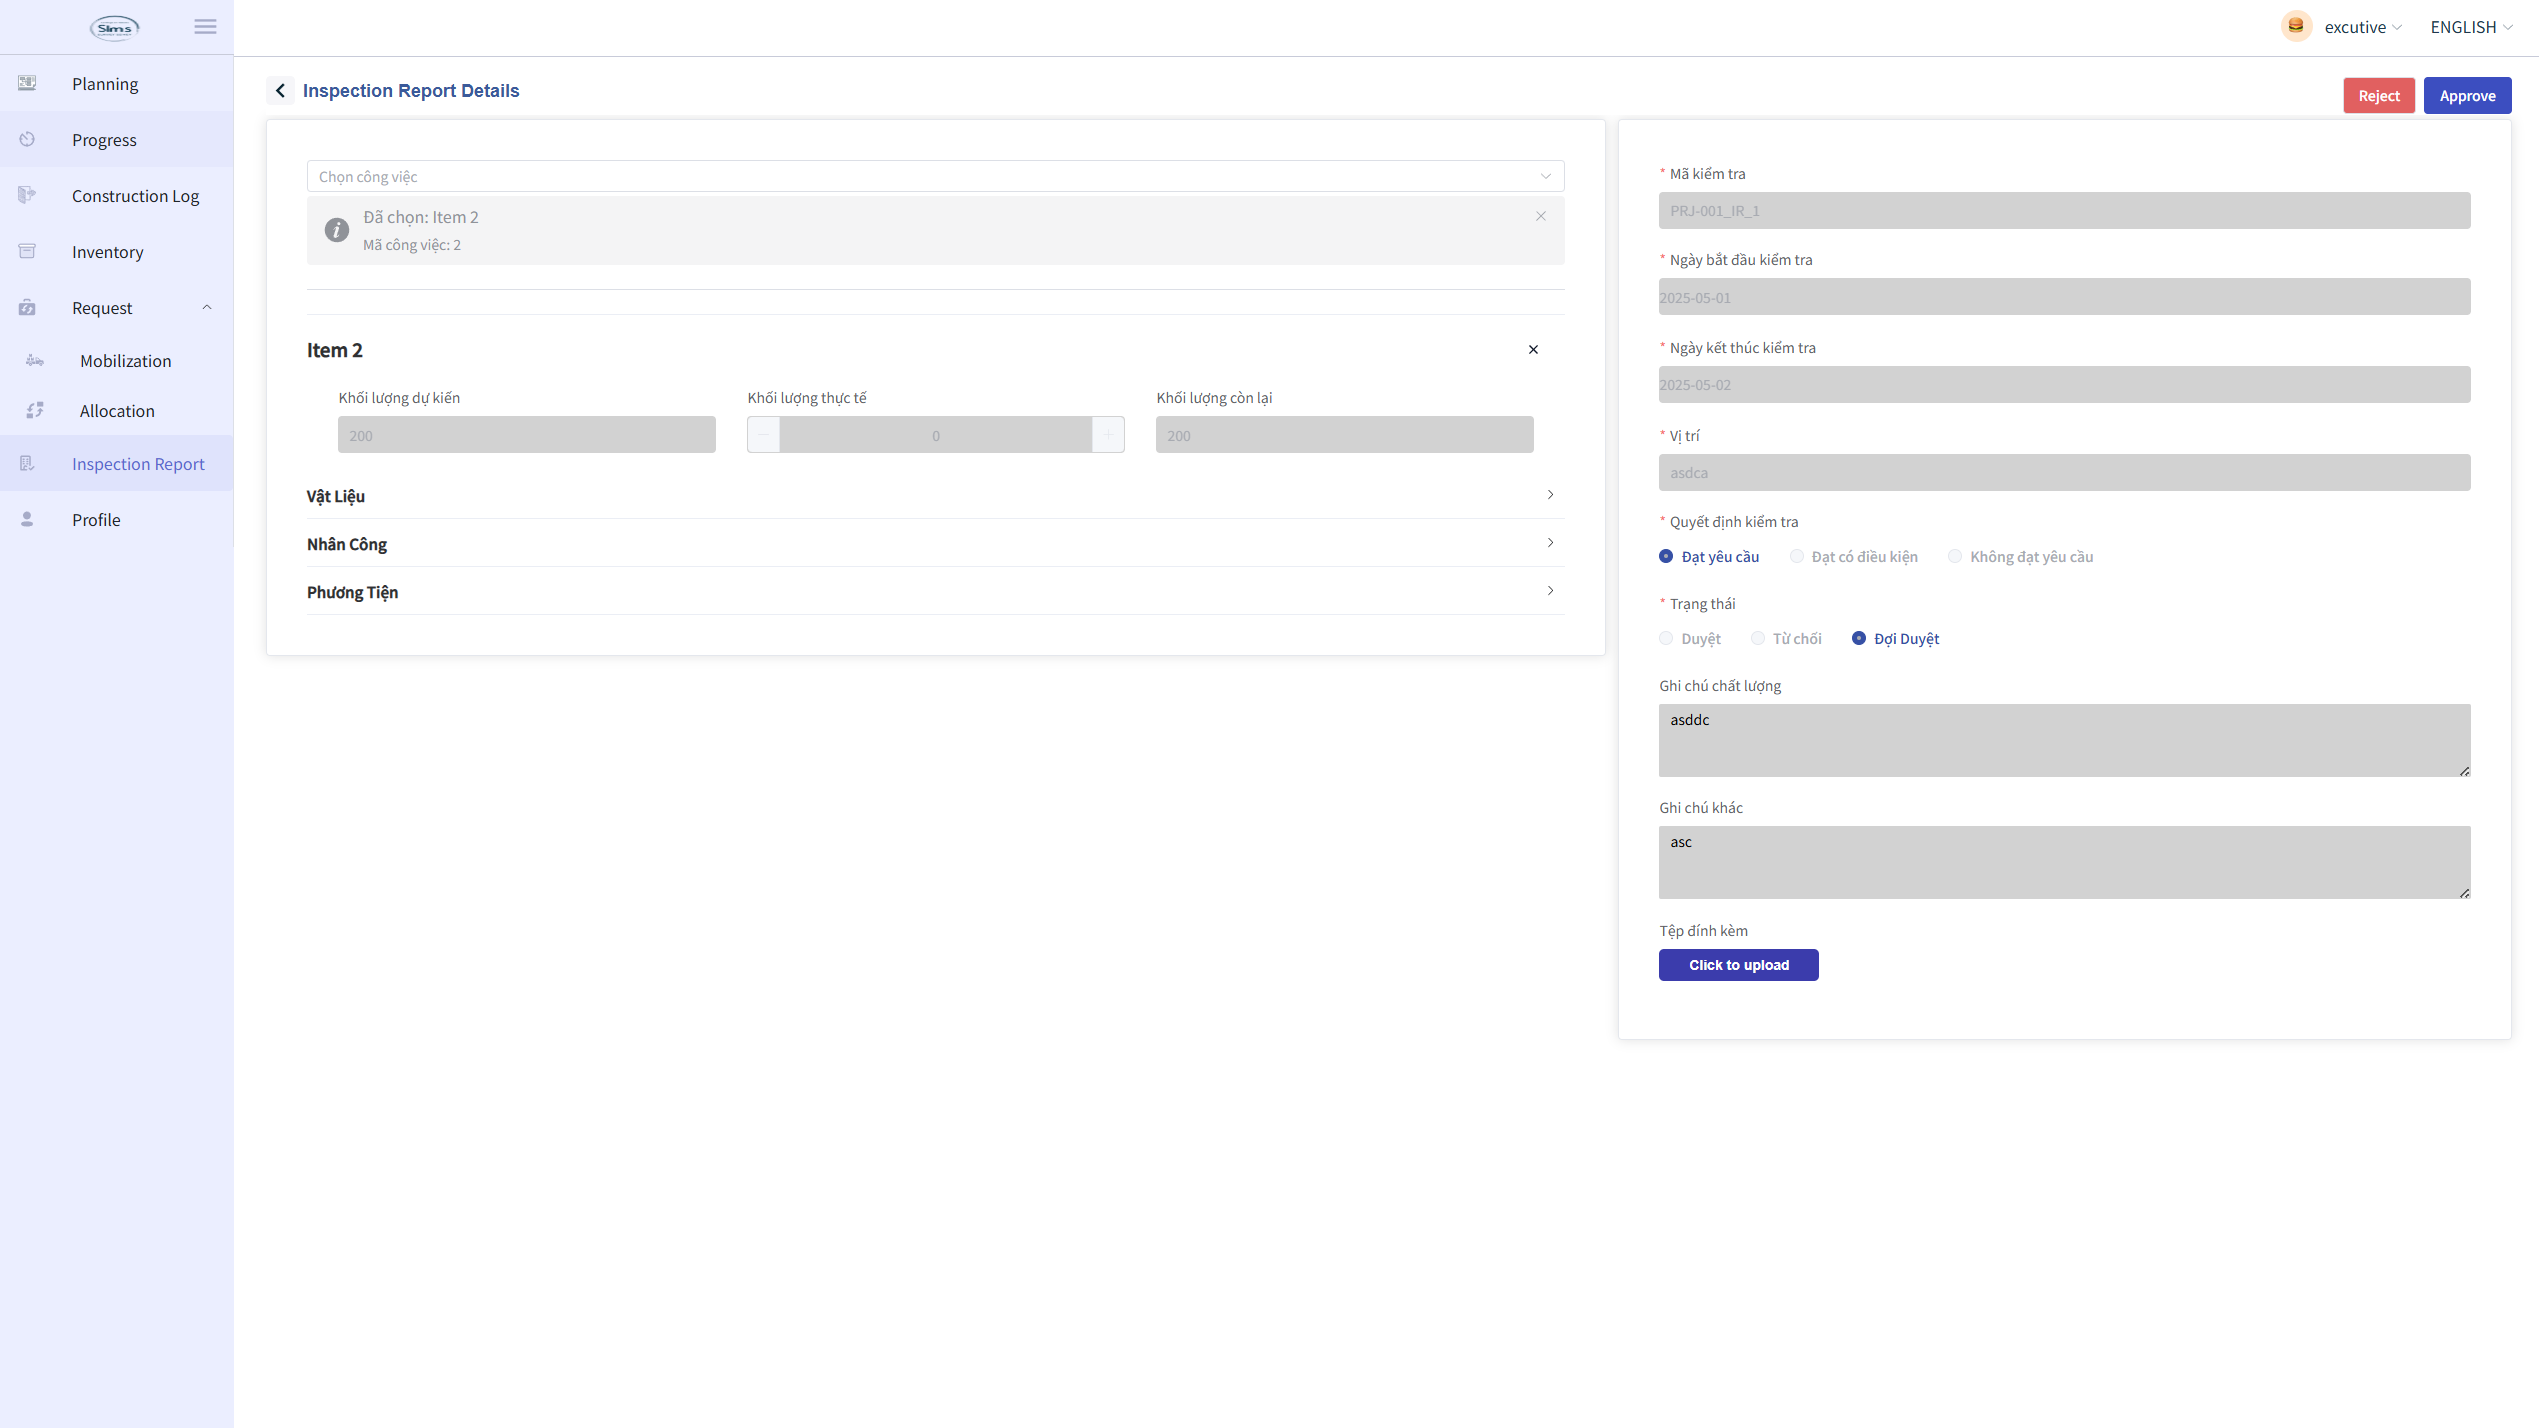 Sims
excutive
ENGLISH
Planning
Progress
Construction Log
Inventory
Request
Mobilization
Allocation
Inspection Report
Profile
Inspection Report Details
Reject
Approve
Chọn công việc
Đã chọn: Item 2
Mã công việc: 2
Item 2
Khối lượng dự kiến
Khối lượng thực tế
Khối lượng còn lại
200
0
200
Vật Liệu
Nhân Công
Phương Tiện
* Mã kiểm tra
PRJ-001_IR_1
* Ngày bắt đầu kiểm tra
2025-05-01
* Ngày kết thúc kiểm tra
2025-05-02
* Vị trí
asdca
* Quyết định kiểm tra
Đạt yêu cầu
Đạt có điều kiện
Không đạt yêu cầu
* Trạng thái
Duyệt
Từ chối
Đợi Duyệt
Ghi chú chất lượng
asddc
Ghi chú khác
asc
Tệp đính kèm
Click to upload